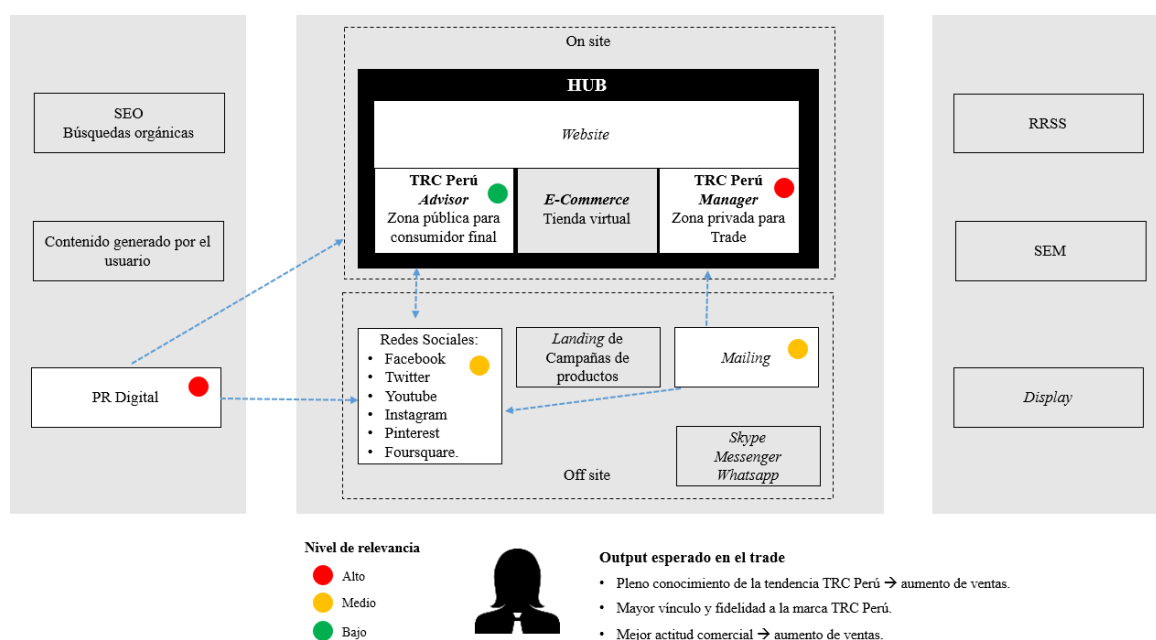 SEO
Búsquedas orgánicas
Contenido generado por el
usuario
PR Digital
On site
HUB
Website
TRC Perú
Advisor
Zona pública para
consumidor final
E-Commerce
Tienda virtual
TRC Perú
Manager
Zona privada para
Trade
Redes Sociales:
• Facebook
• Twitter
• Youtube
• Instagram
• Pinterest
• Foursquare.
Landing de
Campañas de
productos
Mailing
Skype
Messenger
Whatsapp
Off site
RRSS
SEM
Display
Nivel de relevancia
Alto
Medio
Bajo
Output esperado en el trade
• Pleno conocimiento de la tendencia TRC Perú → aumento de ventas.
• Mayor vínculo y fidelidad a la marca TRC Perú.
• Mejor actitud comercial → aumento de ventas.